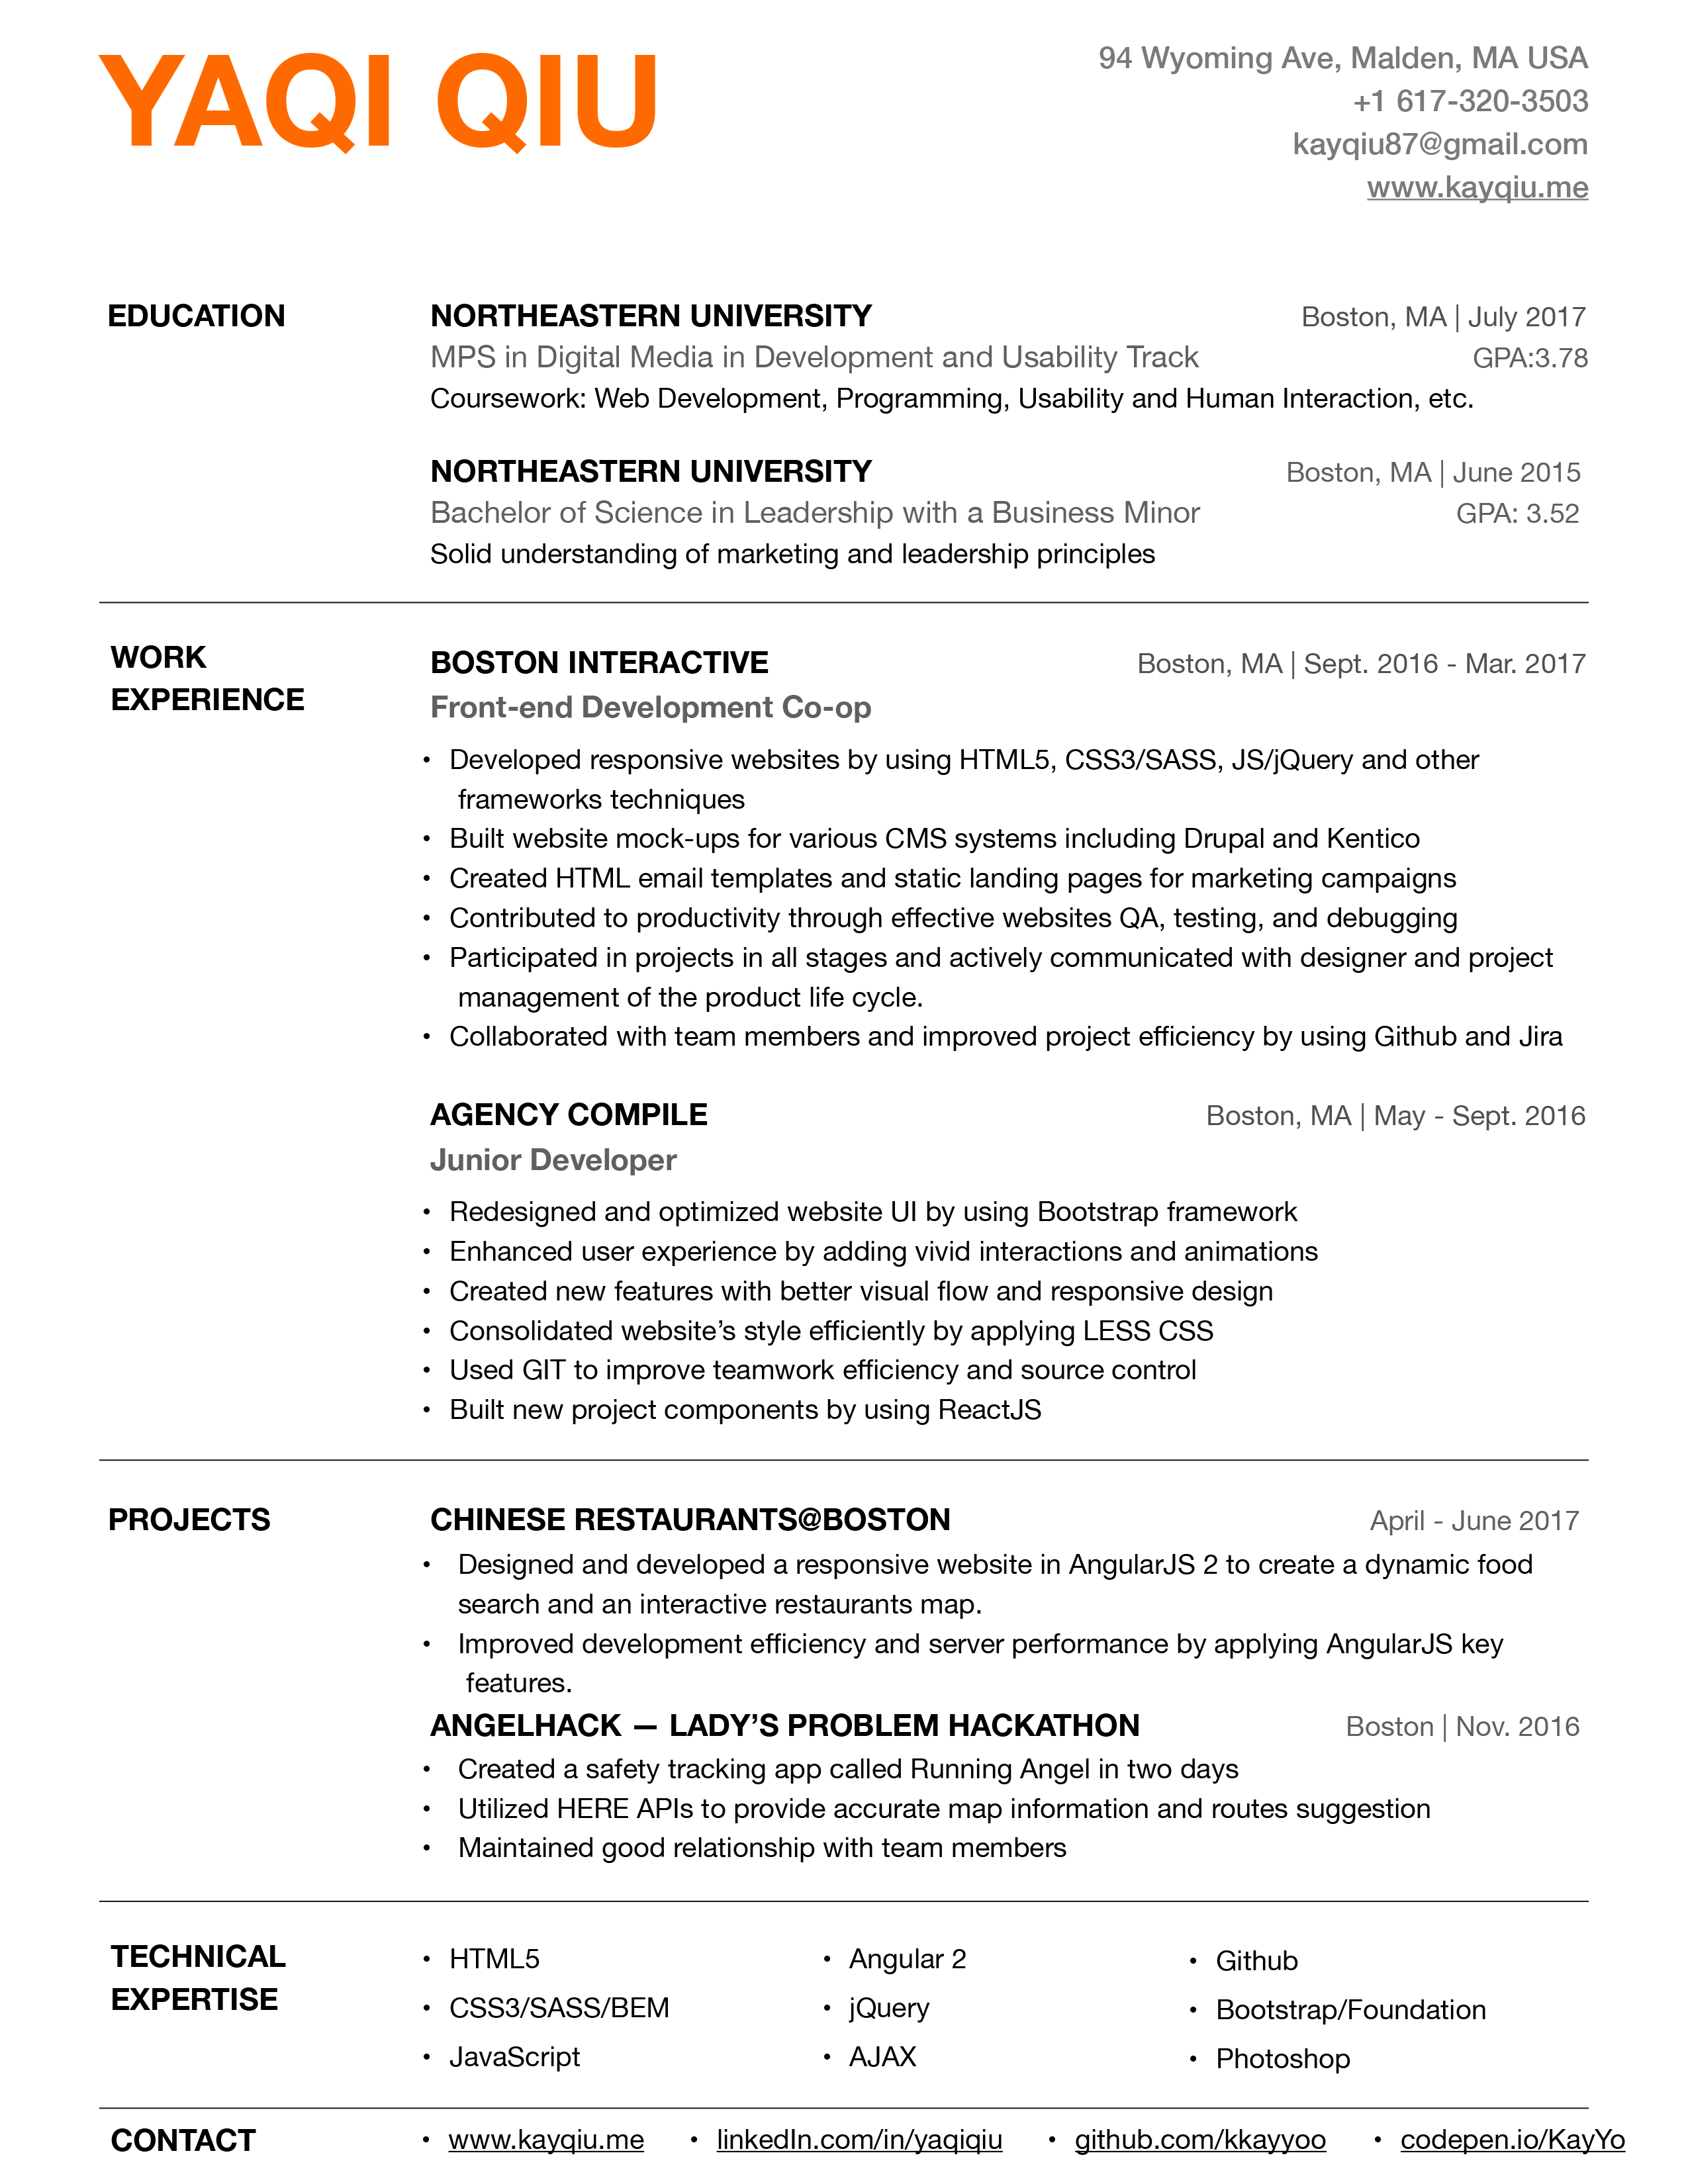 YAQI QIU
94 Wyoming Ave, Malden, MA USA
+1 617-320-3503
kayqiu87@gmail.com
www.kayqiu.me
EDUCATION
NORTHEASTERN UNIVERSITY Boston, MA | July 2017
MPS in Digital Media in Development and Usability Track GPA:3.78
Coursework: Web Development, Programming, Usability and Human Interaction, etc.
NORTHEASTERN UNIVERSITY Boston, MA | June 2015
Bachelor of Science in Leadership with a Business Minor GPA: 3.52
Solid understanding of marketing and leadership principles
WORK
EXPERIENCE
BOSTON INTERACTIVE Boston, MA | Sept. 2016 - Mar. 2017
Front-end Development Co-op
• Developed responsive websites by using HTML5, CSS3/SASS, JS/jQuery and other
frameworks techniques
• Built website mock-ups for various CMS systems including Drupal and Kentico
• Created HTML email templates and static landing pages for marketing campaigns
• Contributed to productivity through effective websites QA, testing, and debugging
• Participated in projects in all stages and actively communicated with designer and project
management of the product life cycle.
• Collaborated with team members and improved project efficiency by using Github and Jira
AGENCY COMPILE Boston, MA | May - Sept. 2016
Junior Developer
• Redesigned and optimized website UI by using Bootstrap framework
• Enhanced user experience by adding vivid interactions and animations
• Created new features with better visual flow and responsive design
• Consolidated website’s style efficiently by applying LESS CSS
• Used GIT to improve teamwork efficiency and source control
• Built new project components by using ReactJS
PROJECTS
CHINESE RESTAURANTS@BOSTON April - June 2017
• Designed and developed a responsive website in AngularJS 2 to create a dynamic food
search and an interactive restaurants map.
• Improved development efficiency and server performance by applying AngularJS key
features.
ANGELHACK — LADY’S PROBLEM HACKATHON Boston | Nov. 2016
• Created a safety tracking app called Running Angel in two days
• Utilized HERE APIs to provide accurate map information and routes suggestion
• Maintained good relationship with team members
TECHNICAL
EXPERTISE
• HTML5 • Angular 2 • Github
• CSS3/SASS/BEM • jQuery • Bootstrap/Foundation
• JavaScript • AJAX • Photoshop
CONTACT • www.kayqiu.me • linkedIn.com/in/yaqiqiu • github.com/kkayyoo • codepen.io/KayYo